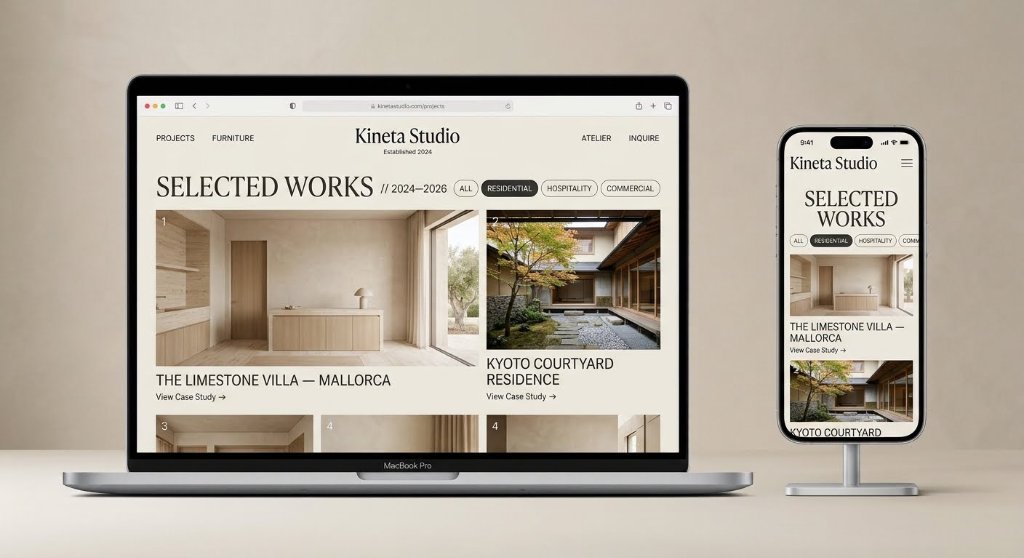 kinetastudio.com/projects
PROJECTS
FURNITURE
Kineta Studio
Established 2024
ATELIER
INQUIRE
SELECTED WORKS // 2024—2026
ALL
RESIDENTIAL
HOSPITALITY
COMMERCIAL
1
2
THE LIMESTONE VILLA — MALLORCA
View Case Study →
KYOTO COURTYARD
RESIDENCE
View Case Study →
3
4
4
MacBook Pro
9:41
Kineta Studio
SELECTED
WORKS
ALL
RESIDENTIAL
HOSPITALITY
COMM
THE LIMESTONE VILLA —
MALLORCA
View Case Study →
KYOTO COURTYARD